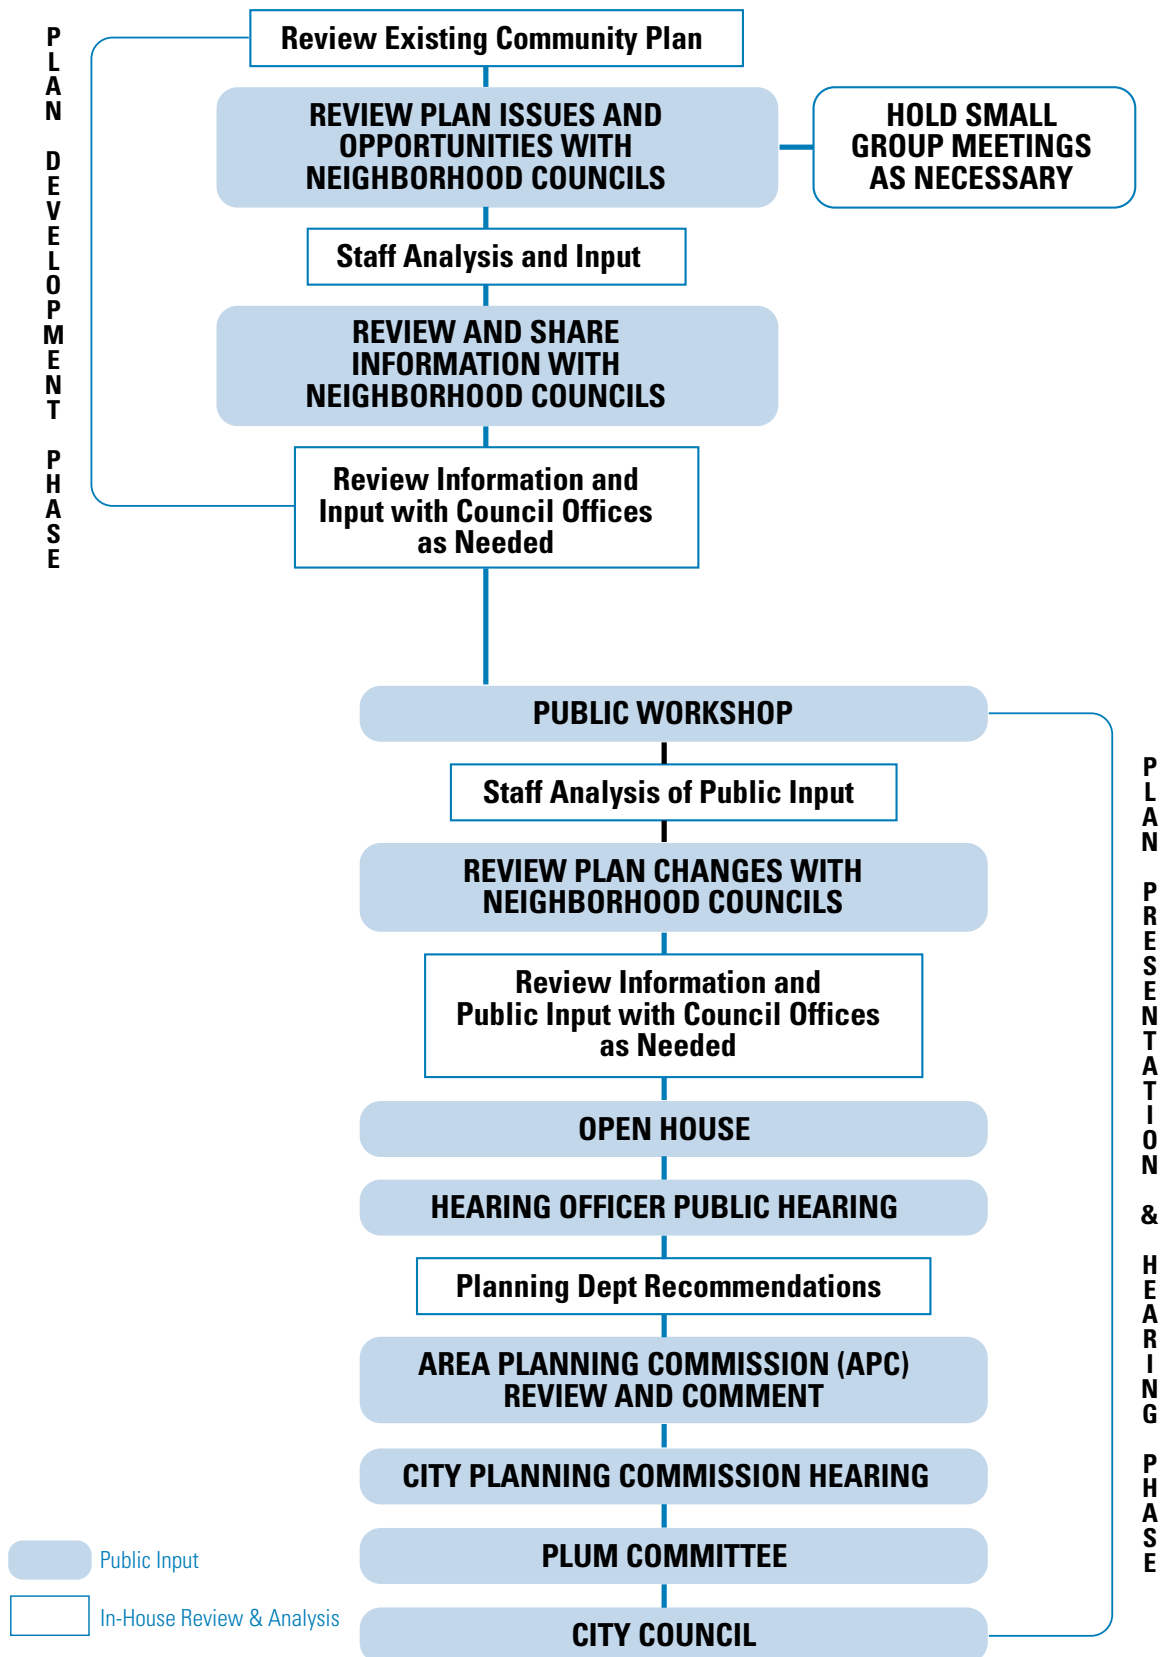 PLAN DEVELOPMENT PHASE
Review Existing Community Plan
REVIEW PLAN ISSUES AND
OPPORTUNITIES WITH
NEIGHBORHOOD COUNCILS
HOLD SMALL
GROUP MEETINGS
AS NECESSARY
Staff Analysis and Input
REVIEW AND SHARE
INFORMATION WITH
NEIGHBORHOOD COUNCILS
Review Information and
Input with Council Offices
as Needed
PUBLIC WORKSHOP
Staff Analysis of Public Input
REVIEW PLAN CHANGES WITH
NEIGHBORHOOD COUNCILS
Review Information and
Public Input with Council Offices
as Needed
OPEN HOUSE
HEARING OFFICER PUBLIC HEARING
Planning Dept Recommendations
AREA PLANNING COMMISSION (APC)
REVIEW AND COMMENT
CITY PLANNING COMMISSION HEARING
PLUM COMMITTEE
CITY COUNCIL
PLAN PRESENTATION & HEARING PHASE
Public Input
In-House Review & Analysis